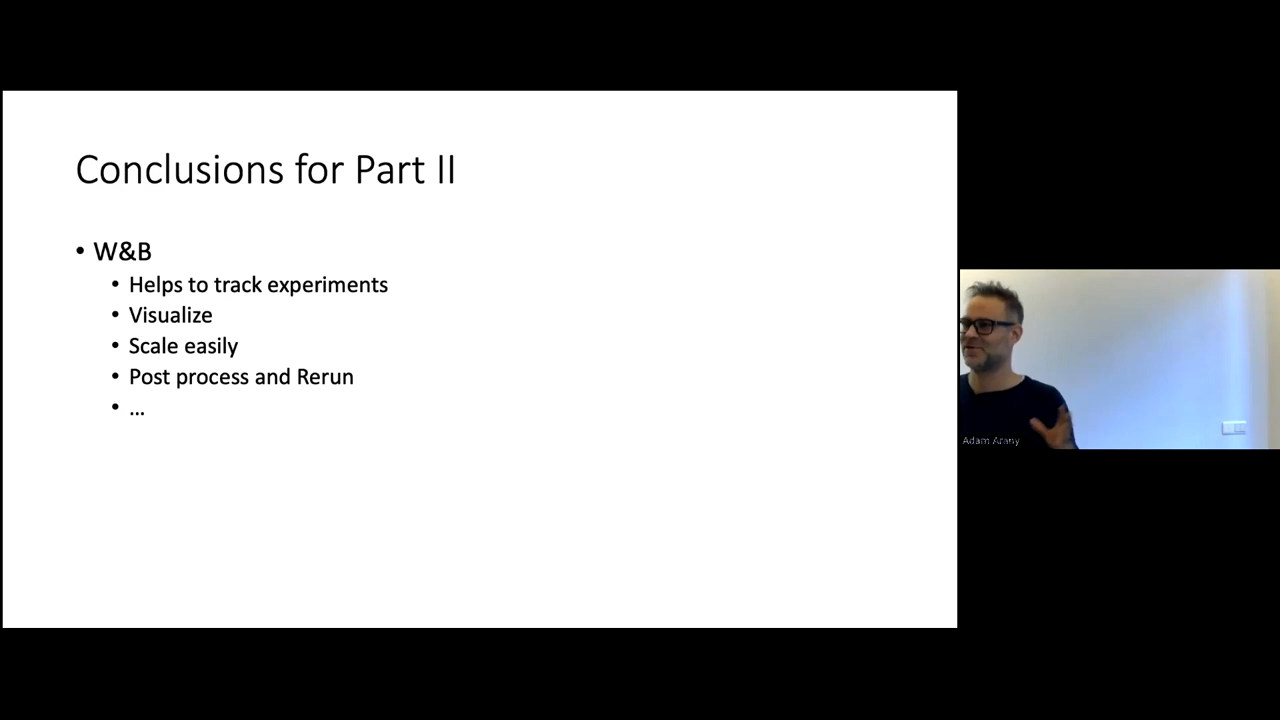 Conclusions for Part II
• W&B
• Helps to track experiments
• Visualize
• Scale easily
• Post process and Rerun
• …
Adam Arany